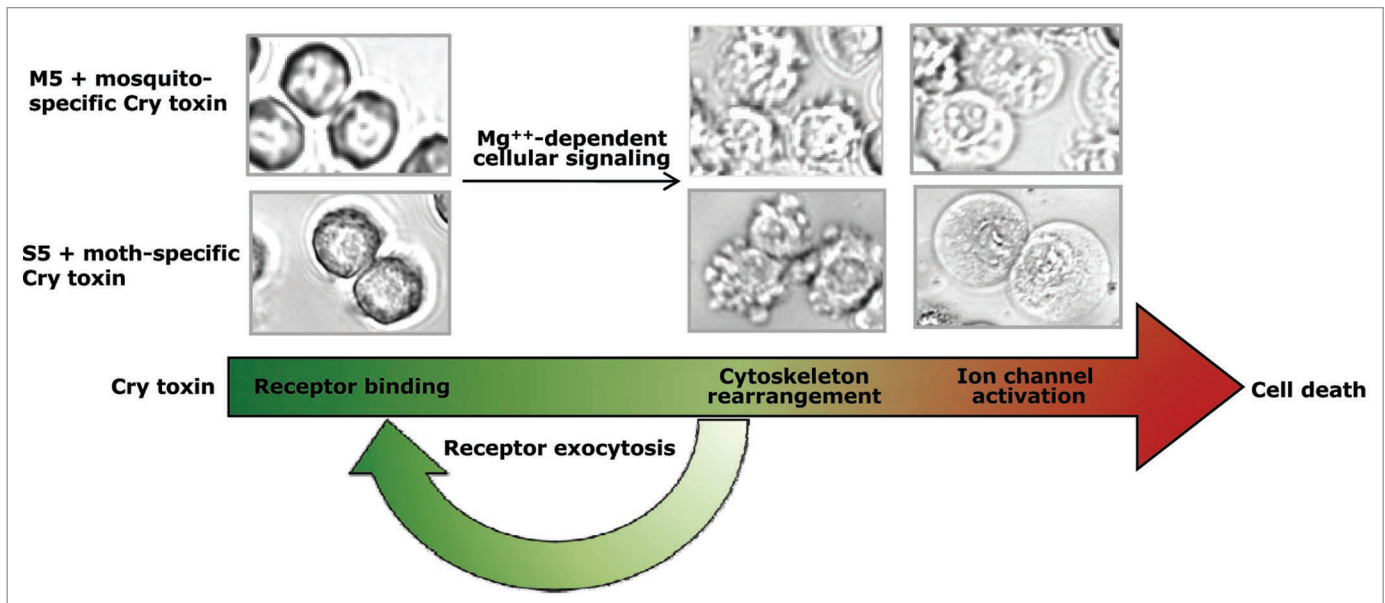 M5 + mosquito-
specific Cry toxin
Mg⁺⁺-dependent
cellular signaling
S5 + moth-specific
Cry toxin
Cry toxin
Receptor binding
Cytoskeleton
rearrangement
Ion channel
activation
Cell death
Receptor exocytosis